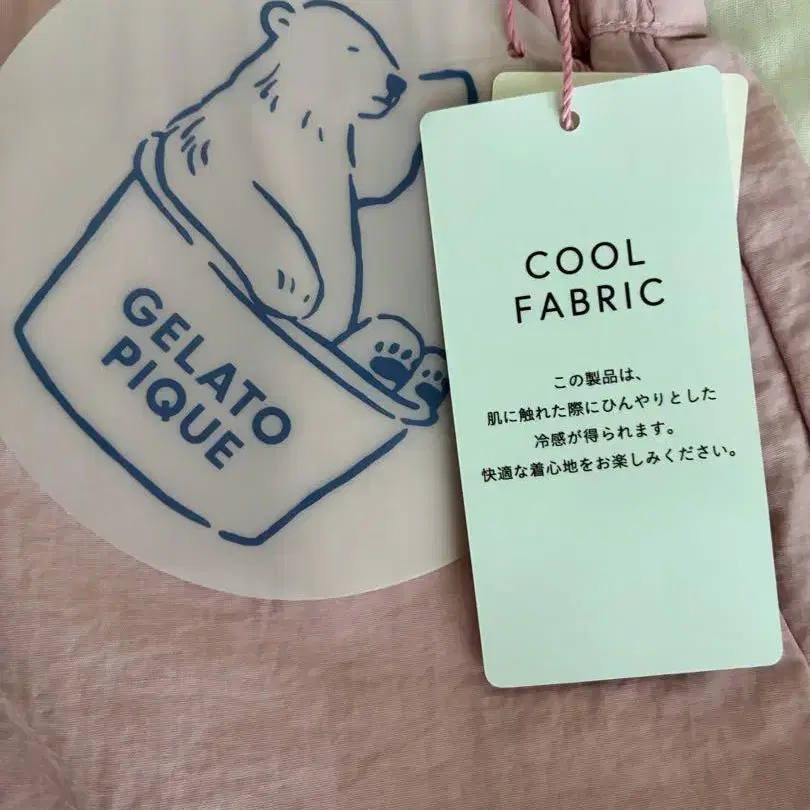 GELATO
PIQUE
COOL
FABRIC
この製品は、
肌に触れた際にひんやりとした
冷感が得られます。
快適な着心地をお楽しみください。